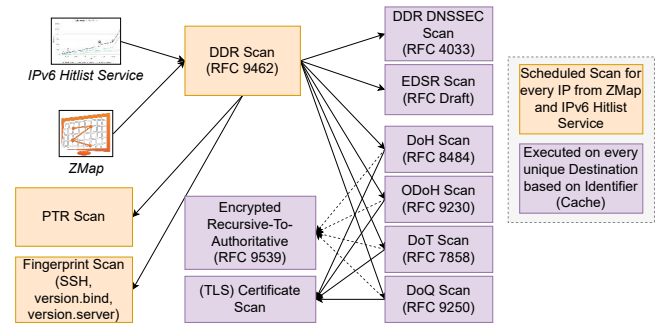 IPv6 Hitlist Service
ZMap
DDR Scan
(RFC 9462)
PTR Scan
Fingerprint Scan
(SSH,
version.bind,
version.server)
Encrypted
Recursive-To-
Authoritative
(RFC 9539)
(TLS) Certificate
Scan
DDR DNSSEC
Scan
(RFC 4033)
EDSR Scan
(RFC Draft)
DoH Scan
(RFC 8484)
ODoH Scan
(RFC 9230)
DoT Scan
(RFC 7858)
DoQ Scan
(RFC 9250)
Scheduled Scan for
every IP from ZMap
and IPv6 Hitlist
Service
Executed on every
unique Destination
based on Identifier
(Cache)